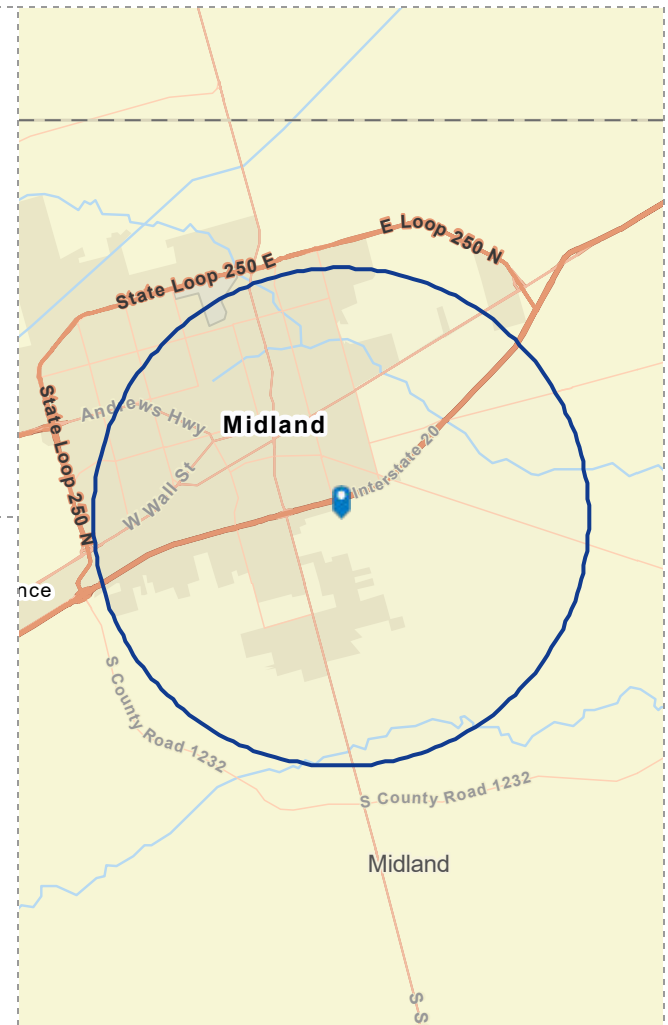 E Loop 250 N
State Loop 250 E
State Loop 250 N
Andrews Hwy
Midland
W Wall St
Interstate 20
nce
S County Road 1232
S County Road 1232
Midland
S S